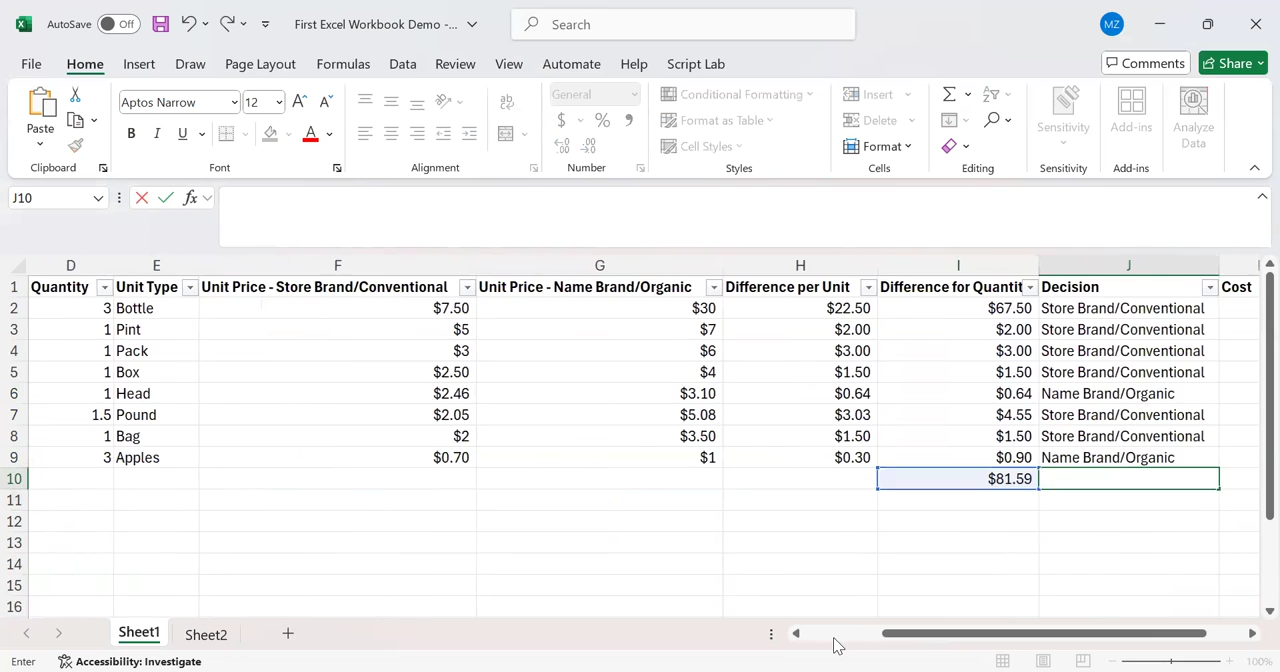 AutoSave Off First Excel Workbook Demo -... Search MZ
File Home Insert Draw Page Layout Formulas Data Review View Automate Help Script Lab Comments Share
Paste Aptos Narrow 12 General Conditional Formatting Insert
B I U Format as Table Delete Sensitivity Add-ins Analyze Data
Cell Styles Format
Clipboard Font Alignment Number Styles Cells Editing Sensitivity Add-ins
J10 fx
D E F G H I J
1 Quantity Unit Type Unit Price - Store Brand/Conventional Unit Price - Name Brand/Organic Difference per Unit Difference for Quantit Decision Cost
2 3 Bottle $7.50 $30 $22.50 $67.50 Store Brand/Conventional
3 1 Pint $5 $7 $2.00 $2.00 Store Brand/Conventional
4 1 Pack $3 $6 $3.00 $3.00 Store Brand/Conventional
5 1 Box $2.50 $4 $1.50 $1.50 Store Brand/Conventional
6 1 Head $2.46 $3.10 $0.64 $0.64 Name Brand/Organic
7 1.5 Pound $2.05 $5.08 $3.03 $4.55 Store Brand/Conventional
8 1 Bag $2 $3.50 $1.50 $1.50 Store Brand/Conventional
9 3 Apples $0.70 $1 $0.30 $0.90 Name Brand/Organic
10 $81.59
11
12
13
14
15
16
Sheet1 Sheet2
Enter Accessibility: Investigate 100%